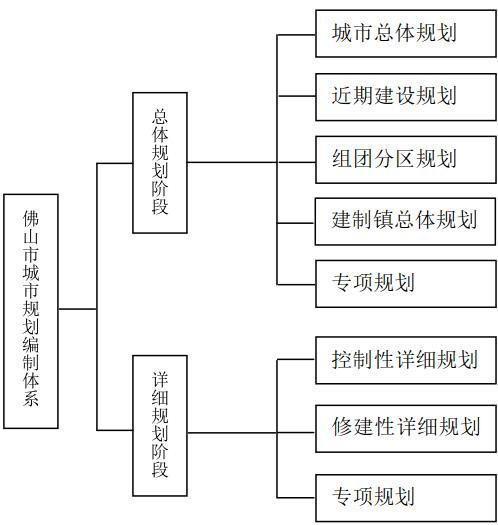 佛山市城市规划编制体系
总体规划阶段
城市总体规划
近期建设规划
组团分区规划
建制镇总体规划
专项规划
详细规划阶段
控制性详细规划
修建性详细规划
专项规划